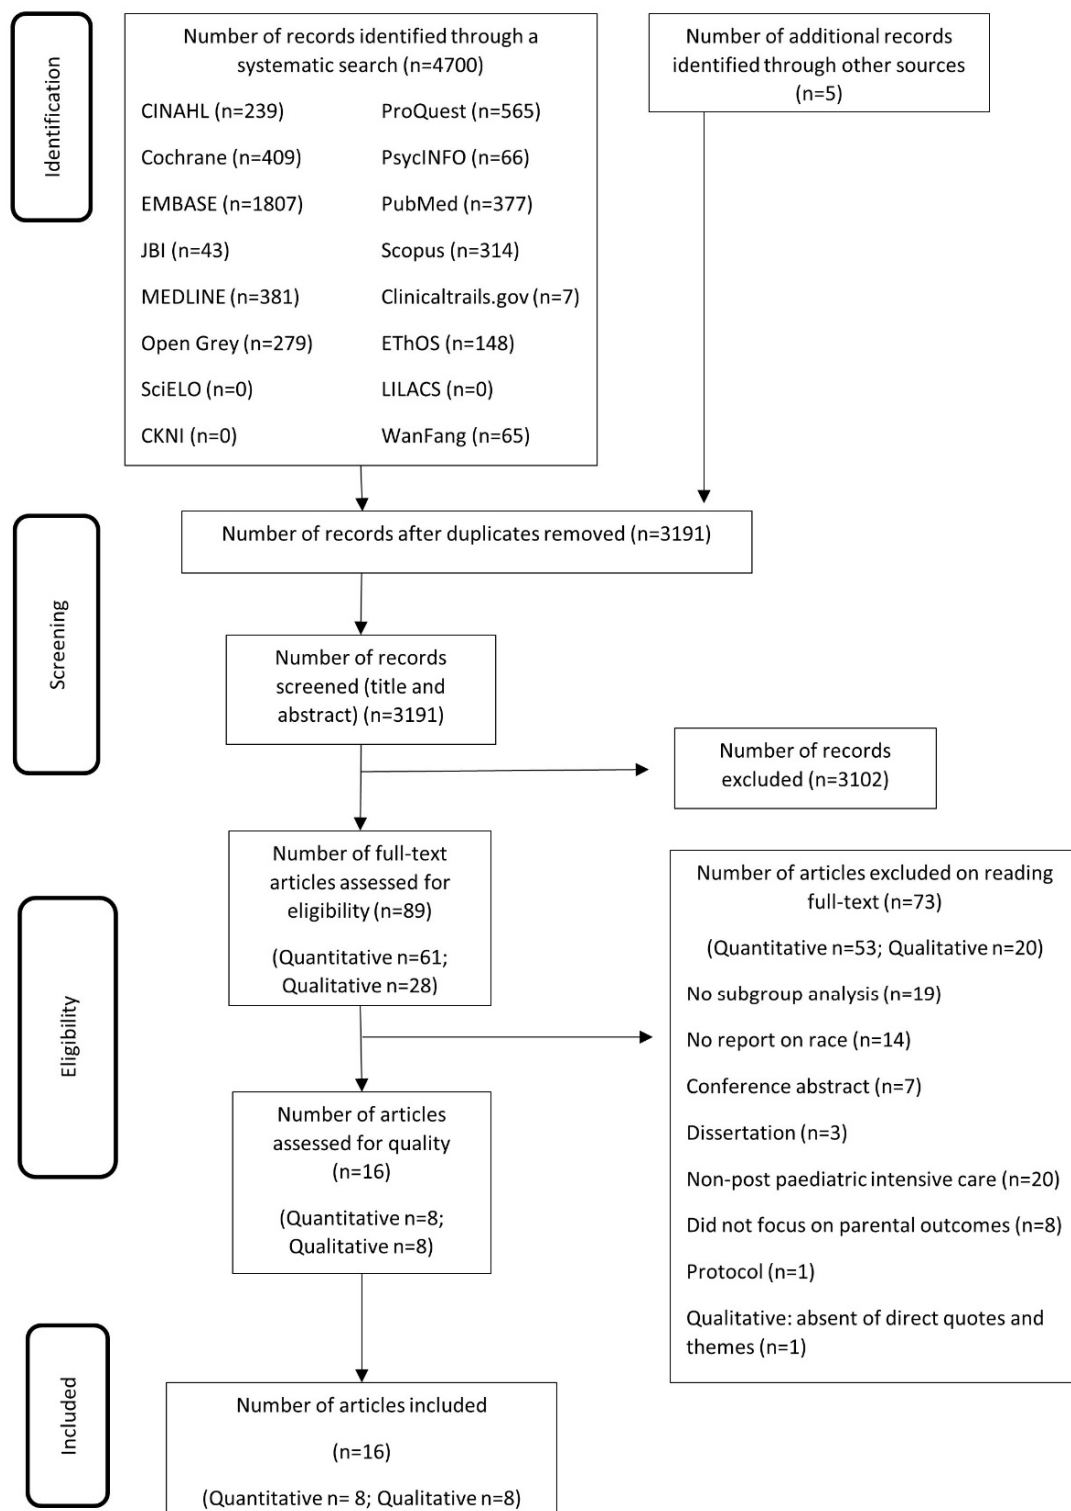 Identification
Number of records identified through a
systematic search (n=4700)
CINAHL (n=239)
Cochrane (n=409)
EMBASE (n=1807)
JBI (n=43)
MEDLINE (n=381)
Open Grey (n=279)
SciELO (n=0)
CKNI (n=0)
ProQuest (n=565)
PsycINFO (n=66)
PubMed (n=377)
Scopus (n=314)
Clinicaltrails.gov (n=7)
EThOS (n=148)
LILACS (n=0)
WanFang (n=65)
Number of additional records
identified through other sources
(n=5)
Screening
Number of records after duplicates removed (n=3191)
Number of records
screened (title and
abstract) (n=3191)
Number of records
excluded (n=3102)
Eligibility
Number of full-text
articles assessed for
eligibility (n=89)
(Quantitative n=61;
Qualitative n=28)
Number of articles excluded on reading
full-text (n=73)
(Quantitative n=53; Qualitative n=20)
No subgroup analysis (n=19)
No report on race (n=14)
Conference abstract (n=7)
Dissertation (n=3)
Non-post paediatric intensive care (n=20)
Did not focus on parental outcomes (n=8)
Protocol (n=1)
Qualitative: absent of direct quotes and
themes (n=1)
Number of articles
assessed for quality
(n=16)
(Quantitative n=8;
Qualitative n=8)
Included
Number of articles included
(n=16)
(Quantitative n= 8; Qualitative n=8)